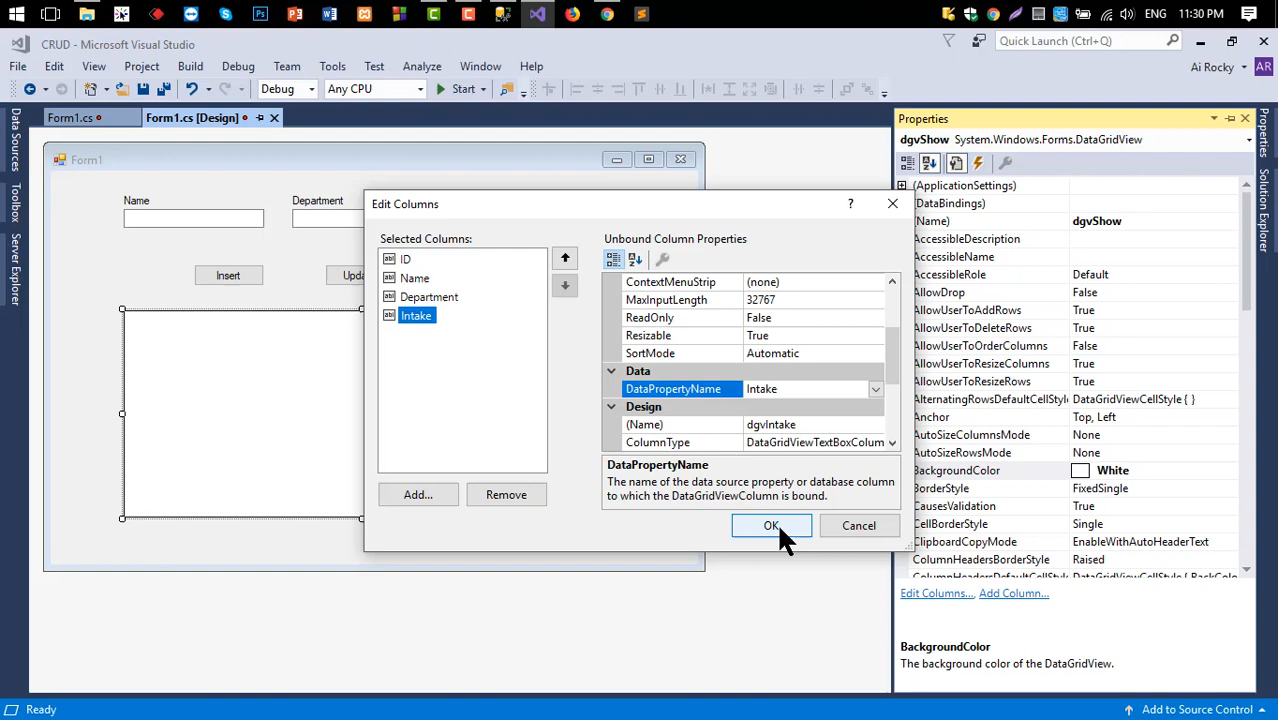 ENG
11:30 PM
CRUD - Microsoft Visual Studio
Quick Launch (Ctrl+Q)
File Edit View Project Build Debug Team Tools Test Analyze Window Help
Ai Rocky
AR
Debug
Any CPU
Start
Form1.cs
Form1.cs [Design]
Data Sources
Toolbox
Server Explorer
Form1
Name
Department
Insert
Upda
Edit Columns
?
Selected Columns:
ID
Name
Department
Intake
Add...
Remove
Unbound Column Properties
ContextMenuStrip (none)
MaxInputLength 32767
ReadOnly False
Resizable True
SortMode Automatic
Data
DataPropertyName Intake
Design
(Name) dgvIntake
ColumnType DataGridViewTextBoxColum
DataPropertyName
The name of the data source property or database column
to which the DataGridViewColumn is bound.
OK
Cancel
Properties
dgvShow System.Windows.Forms.DataGridView
(ApplicationSettings)
(DataBindings)
(Name) dgvShow
AccessibleDescription
AccessibleName
AccessibleRole Default
AllowDrop False
AllowUserToAddRows True
AllowUserToDeleteRows True
AllowUserToOrderColumns False
AllowUserToResizeColumns True
AllowUserToResizeRows True
AlternatingRowsDefaultCellStyle DataGridViewCellStyle { }
Anchor Top, Left
AutoSizeColumnsMode None
AutoSizeRowsMode None
BackgroundColor White
BorderStyle FixedSingle
CausesValidation True
CellBorderStyle Single
ClipboardCopyMode EnableWithAutoHeaderText
ColumnHeadersBorderStyle Raised
ColumnHeadersDefaultCellStyle DataGridViewCellStyle { BackColor
Edit Columns..., Add Column...
BackgroundColor
The background color of the DataGridView.
Properties
Solution Explorer
Ready
Add to Source Control